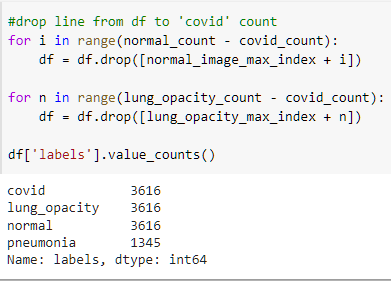 #drop line from df to 'covid' count
for i in range(normal_count - covid_count):
    df = df.drop([normal_image_max_index + i])

for n in range(lung_opacity_count - covid_count):
    df = df.drop([lung_opacity_max_index + n])

df['labels'].value_counts()

covid           3616
lung_opacity    3616
normal          3616
pneumonia       1345
Name: labels, dtype: int64